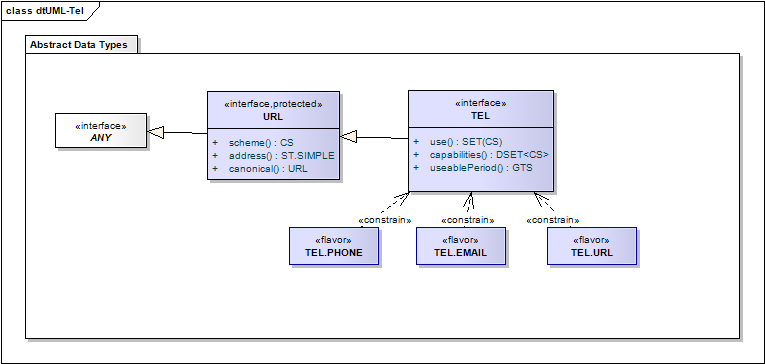 class dtUML-Tel
Abstract Data Types
«interface»
ANY
«interface,protected»
URL
+ scheme() : CS
+ address() : ST.SIMPLE
+ canonical() : URL
«interface»
TEL
+ use() : SET(CS)
+ capabilities() : DSET<CS>
+ useablePeriod() : GTS
«constrain»
«constrain»
«constrain»
«flavor»
TEL.PHONE
«flavor»
TEL.EMAIL
«flavor»
TEL.URL